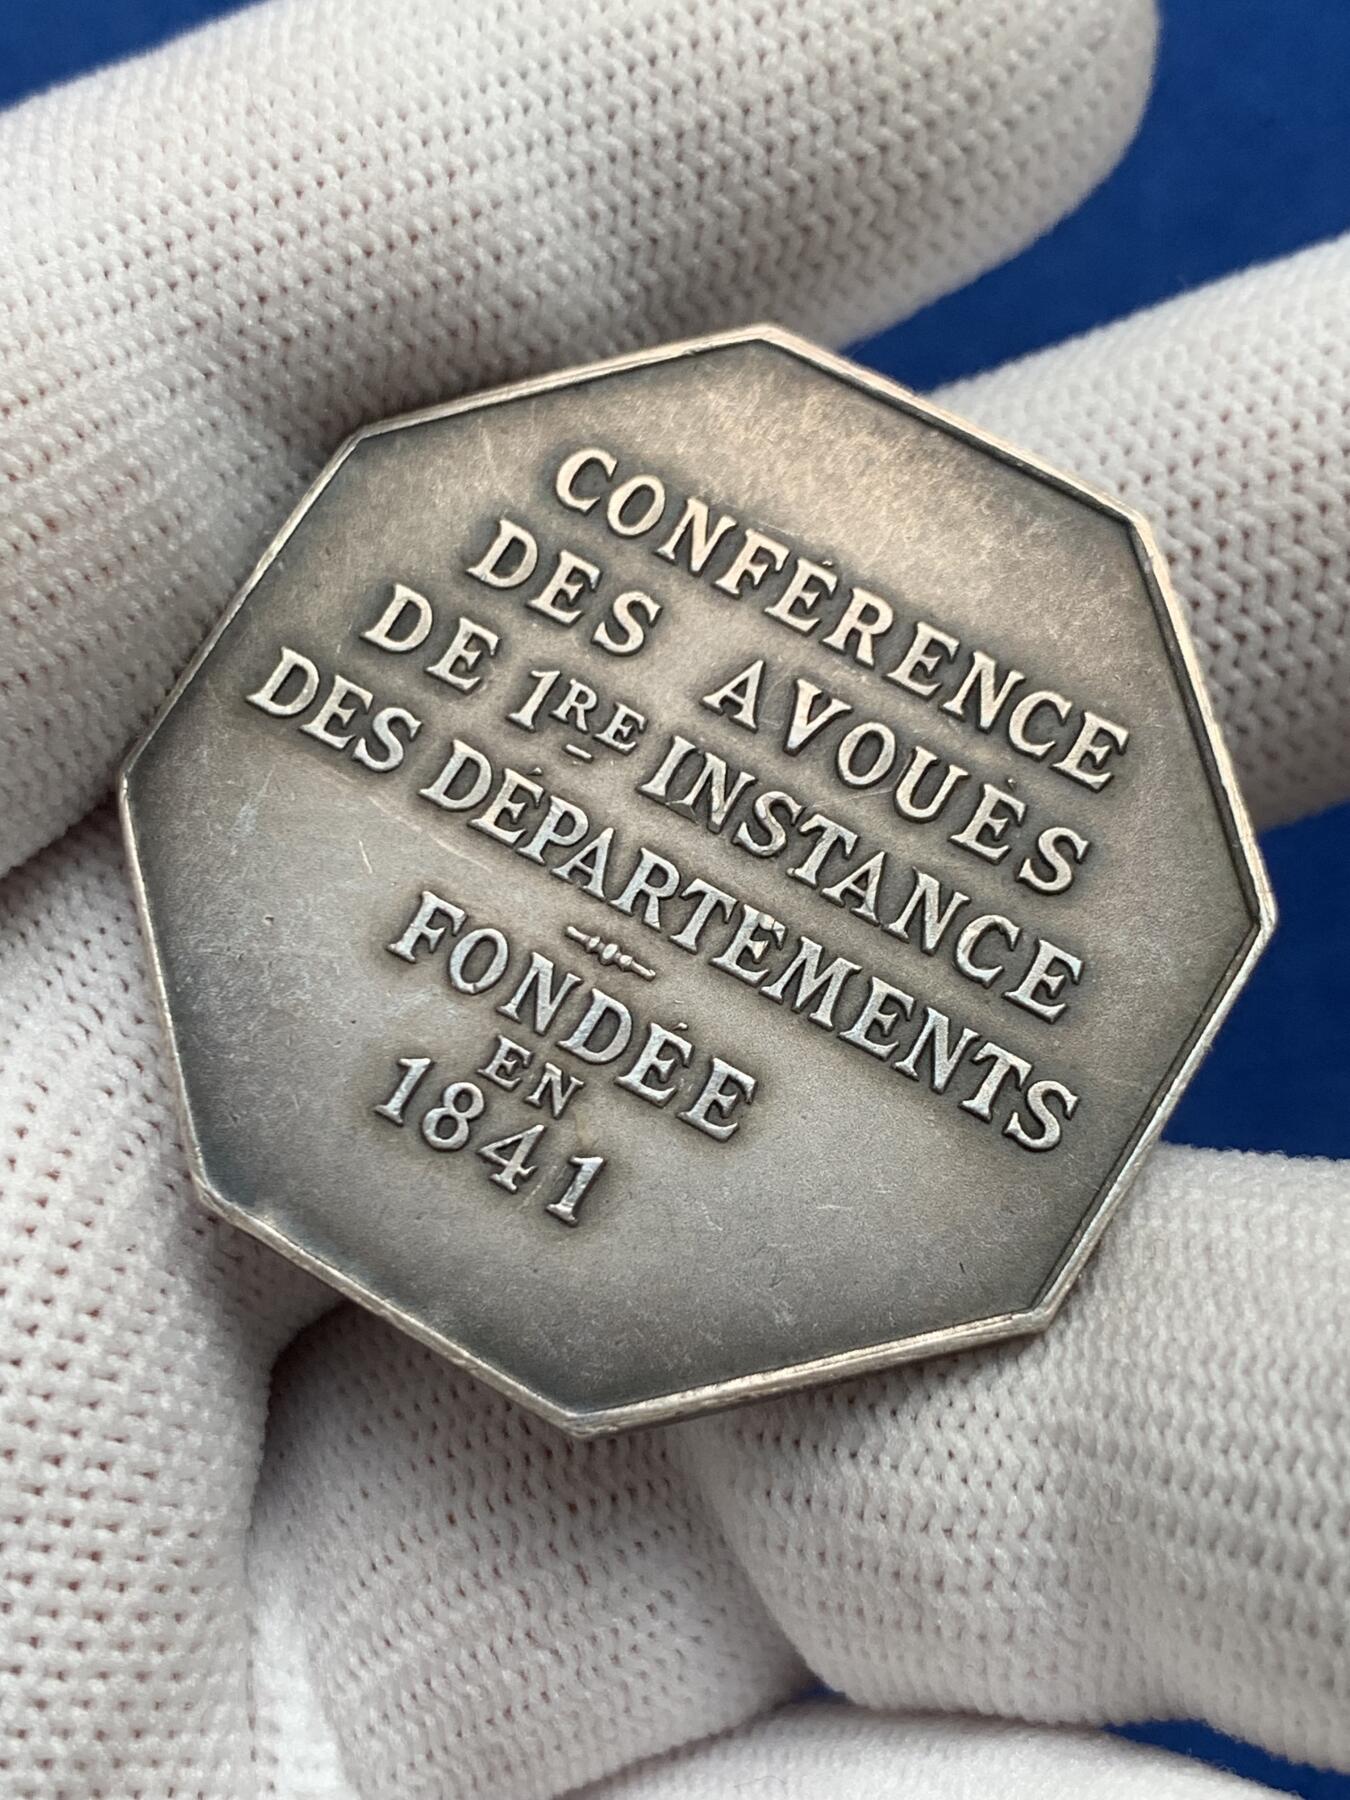 CONFÉRENCE
DES AVOUÉS
DE 1RE INSTANCE
DES DÉPARTEMENTS
FONDÉE
EN
1841